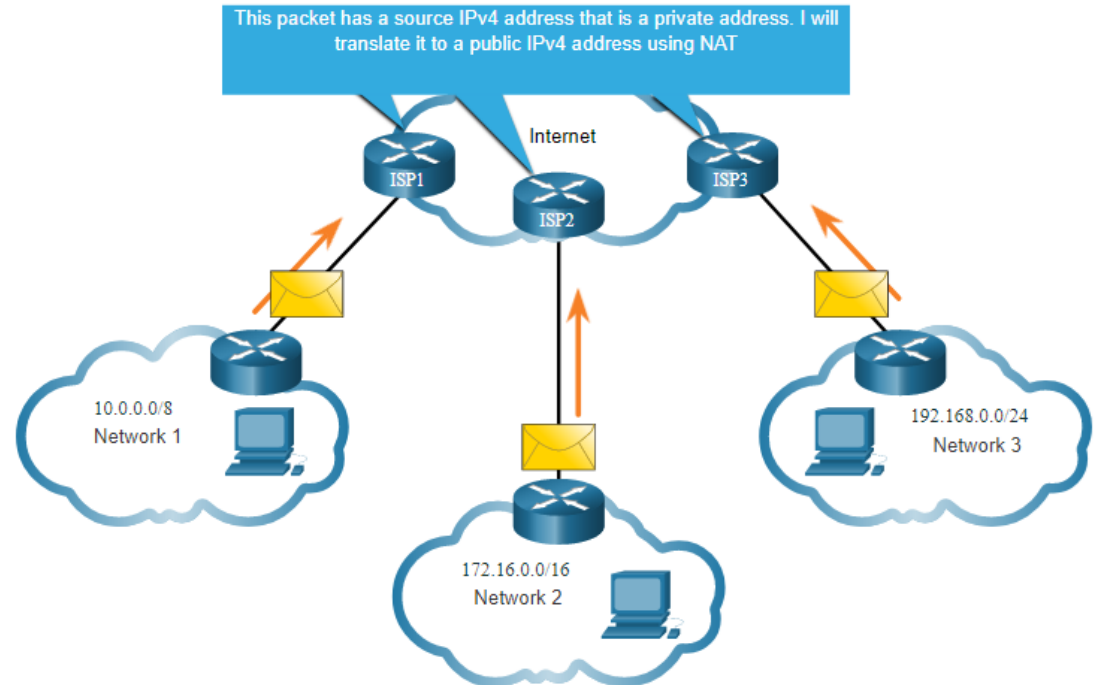 This packet has a source IPv4 address that is a private address. I will
translate it to a public IPv4 address using NAT
Internet
ISP1
ISP2
ISP3
10.0.0.0/8
Network 1
192.168.0.0/24
Network 3
172.16.0.0/16
Network 2